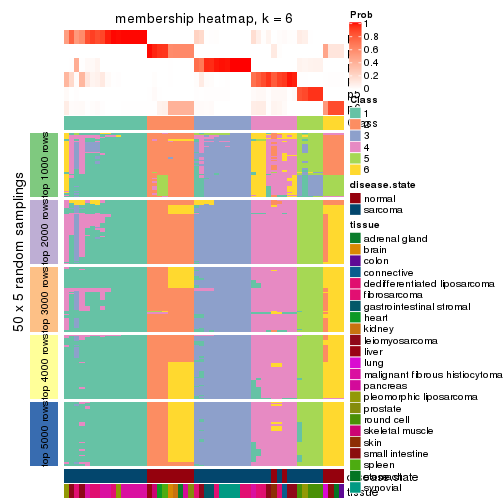 membership heatmap, k = 6
50 x 5 random samplings
top 1000 rows
top 2000 rows
top 3000 rows
top 4000 rows
top 5000 rows
Prob
1
0.8
0.6
0.4
0.2
0
Class
Class
1
2
3
4
5
6
disease.state
normal
sarcoma
tissue
adrenal gland
brain
colon
connective
dedifferentiated liposarcoma
fibrosarcoma
gastrointestinal stromal
heart
kidney
leiomyosarcoma
liver
lung
malignant fibrous histiocytoma
pancreas
pleomorphic liposarcoma
prostate
round cell
skeletal muscle
skin
small intestine
spleen
synovial
disease.state
tissue